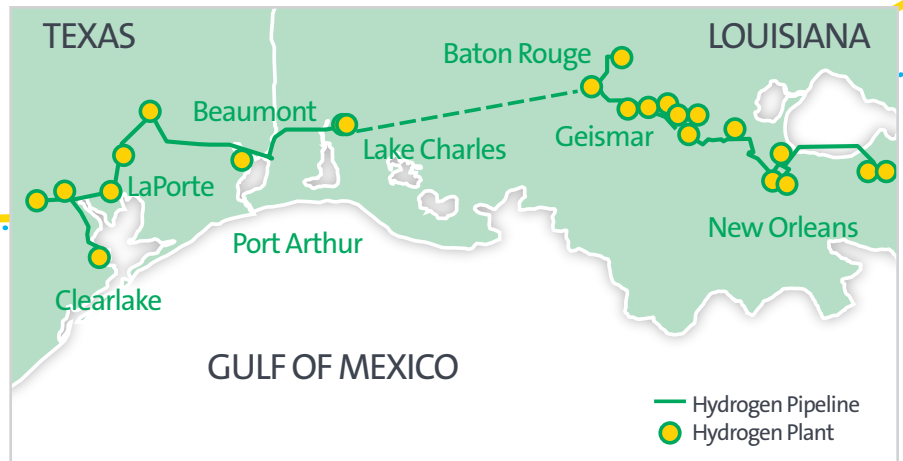 TEXAS
LOUISIANA
Baton Rouge
Beaumont
Geismar
Lake Charles
LaPorte
New Orleans
Port Arthur
Clearlake
GULF OF MEXICO
Hydrogen Pipeline
Hydrogen Plant